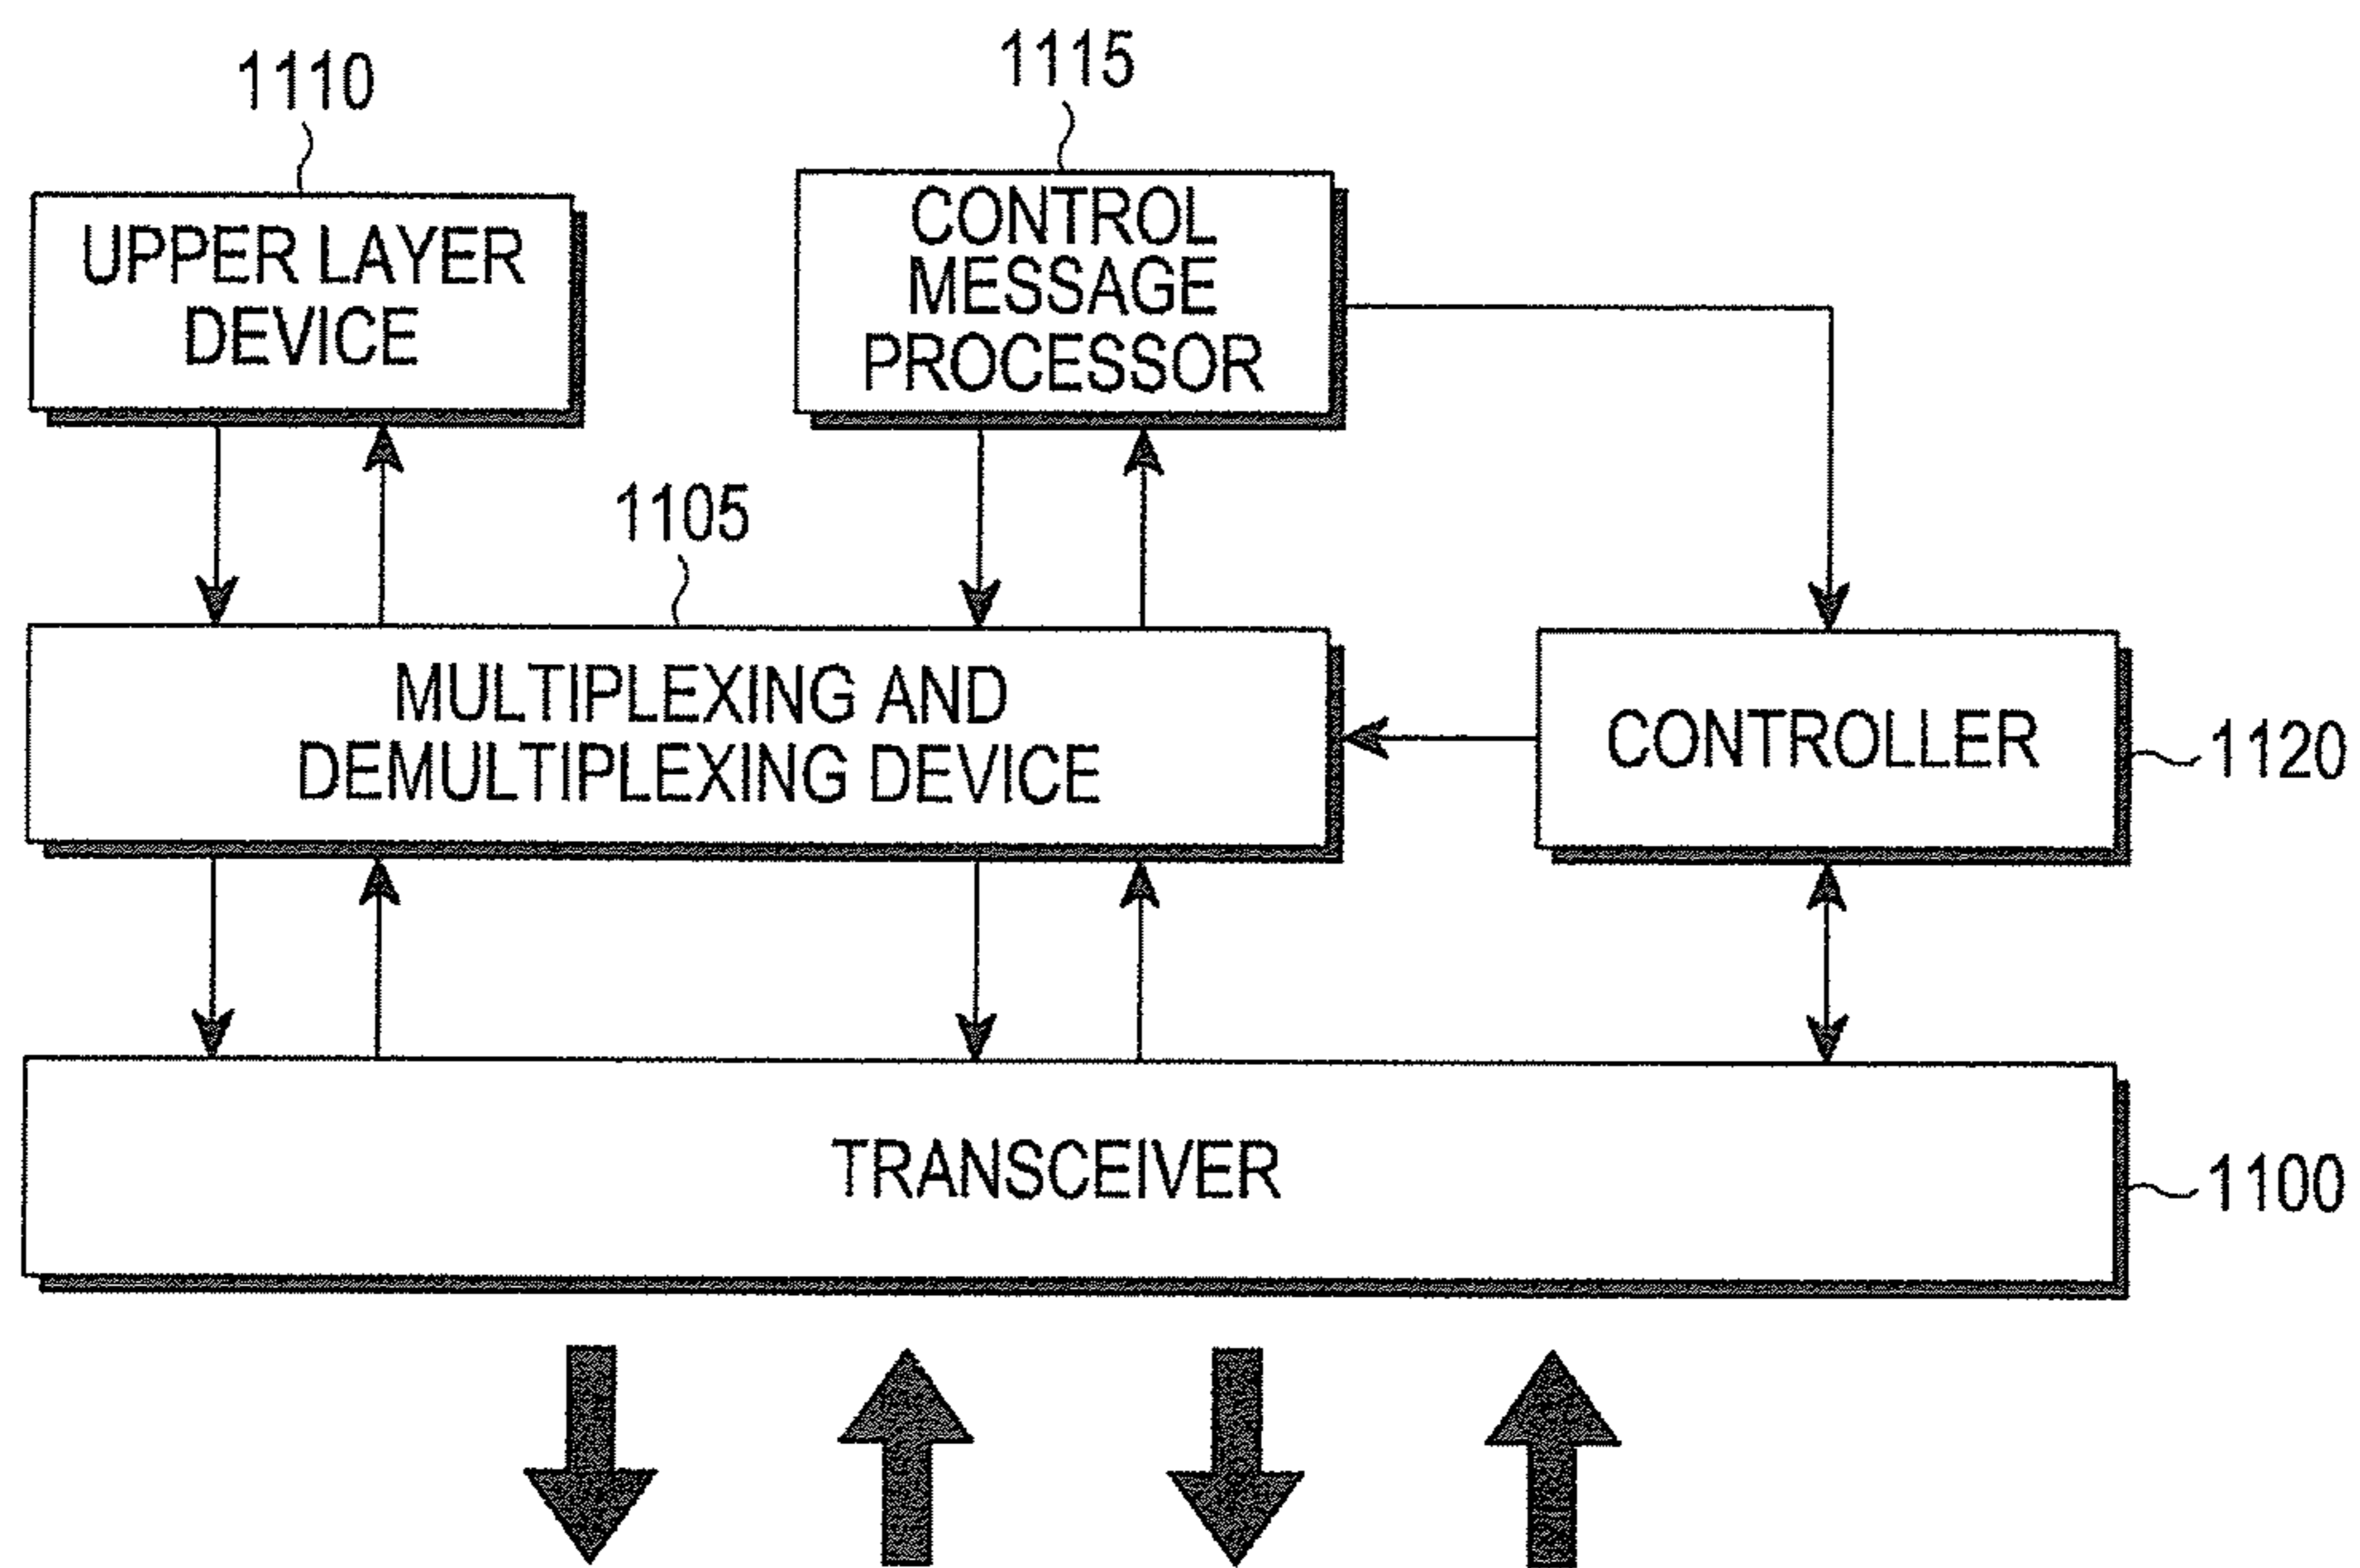 1110
1115
UPPER LAYER
DEVICE
CONTROL
MESSAGE
PROCESSOR
1105
MULTIPLEXING AND
DEMULTIPLEXING DEVICE
CONTROLLER
1120
TRANSCEIVER
1100